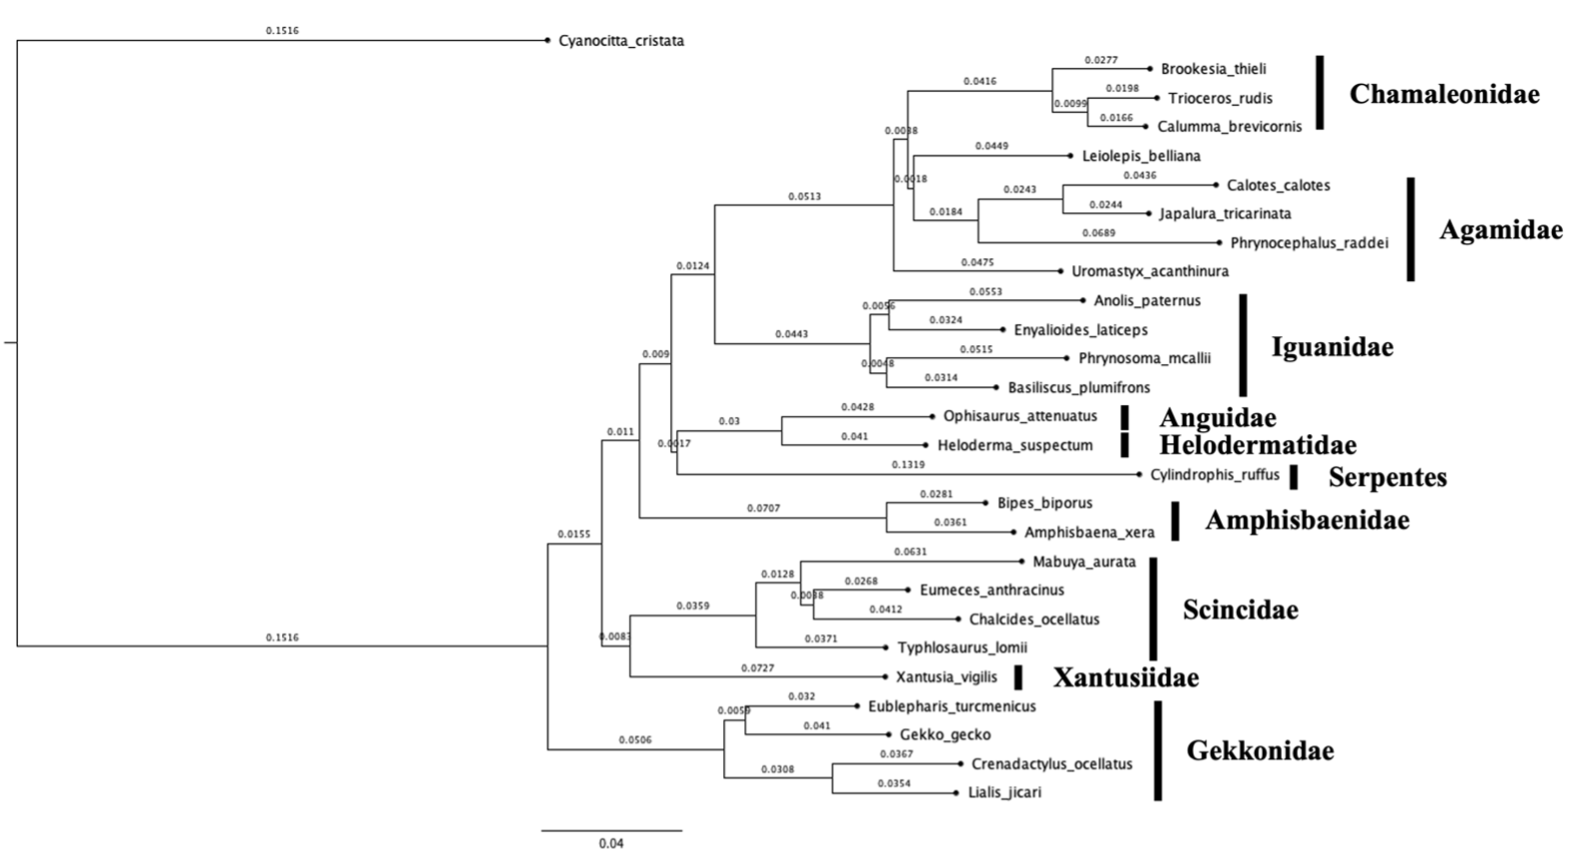 0.1516
Cyanocitta_cristata
0.0277
Brookesia_thieli
0.0416
0.0198
Trioceros_rudis
Chamaleonidae
0.0099
0.0166
Calumma_brevicornis
0.0038
0.0449
Leiolepis_belliana
0.0018
0.0436
Calotes_calotes
0.0243
0.0513
0.0244
Japalura_tricarinata
0.0184
Agamidae
0.0689
Phrynocephalus_raddei
0.0475
Uromastyx_acanthinura
0.0124
0.0553
Anolis_paternus
0.0056
0.0324
Enyalioides_laticeps
0.0443
Iguanidae
0.0515
Phrynosoma_mcallii
0.009
0.0048
0.0314
Basiliscus_plumifrons
0.0428
Ophisaurus_attenuatus
Anguidae
0.03
0.011
0.041
Heloderma_suspectum
Helodermatidae
0.0017
0.1319
Cylindrophis_ruffus
Serpentes
0.0281
Bipes_biporus
0.0707
Amphisbaenidae
0.0361
Amphisbaena_xera
0.0155
0.0631
Mabuya_aurata
0.0128
0.0268
Eumeces_anthracinus
0.0038
0.0359
Scincidae
0.0412
Chalcides_ocellatus
0.1516
0.0083
0.0371
Typhlosaurus_lomii
0.0727
Xantusia_vigilis
Xantusiidae
0.032
Eublepharis_turcmenicus
0.0059
0.041
Gekko_gecko
0.0506
Gekkonidae
0.0367
Crenadactylus_ocellatus
0.0308
0.0354
Lialis_jicari
0.04